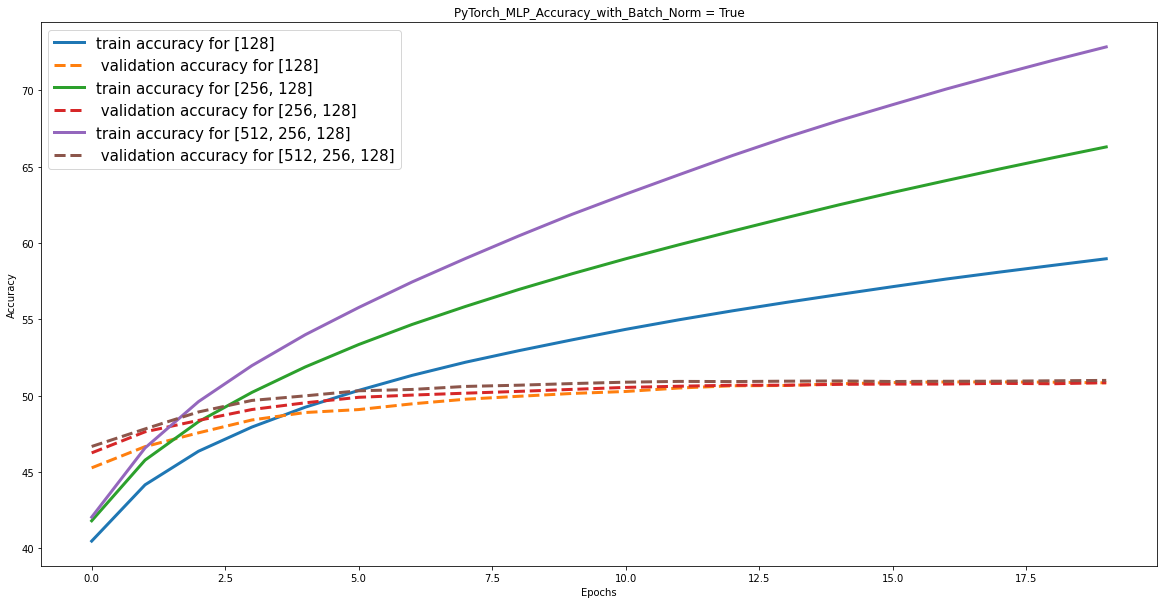 PyTorch_MLP_Accuracy_with_Batch_Norm = True
train accuracy for [128]
validation accuracy for [128]
train accuracy for [256, 128]
validation accuracy for [256, 128]
train accuracy for [512, 256, 128]
validation accuracy for [512, 256, 128]
Accuracy
70
65
60
55
50
45
40
0.0 2.5 5.0 7.5 10.0 12.5 15.0 17.5
Epochs